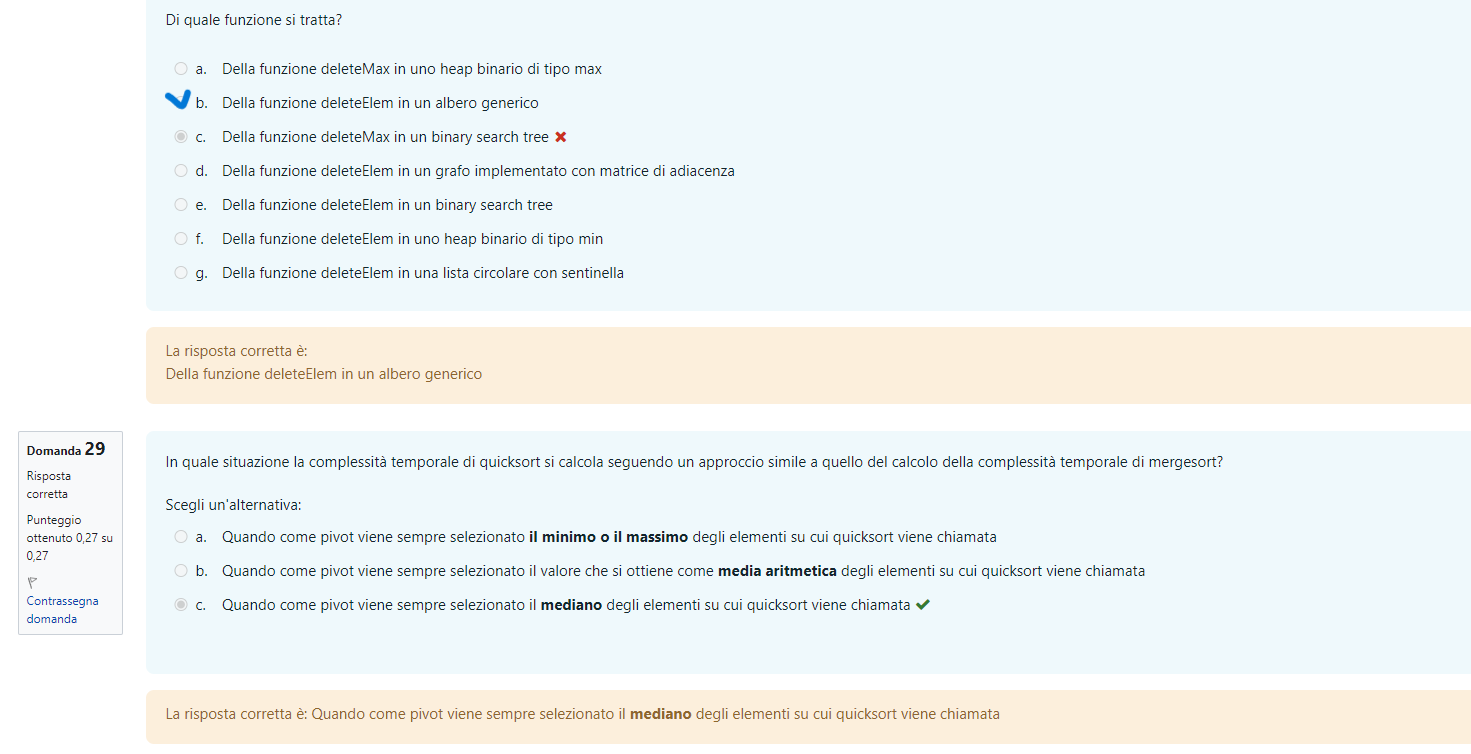 Di quale funzione si tratta?
a. Della funzione deleteMax in uno heap binario di tipo max
b. Della funzione deleteElem in un albero generico
c. Della funzione deleteMax in un binary search tree
d. Della funzione deleteElem in un grafo implementato con matrice di adiacenza
e. Della funzione deleteElem in un binary search tree
f. Della funzione deleteElem in uno heap binario di tipo min
g. Della funzione deleteElem in una lista circolare con sentinella
La risposta corretta è:
Della funzione deleteElem in un albero generico
Domanda 29
Risposta
corretta
Punteggio
ottenuto 0,27 su
0,27
Contrassegna
domanda
In quale situazione la complessità temporale di quicksort si calcola seguendo un approccio simile a quello del calcolo della complessità temporale di mergesort?
Scegli un'alternativa:
a. Quando come pivot viene sempre selezionato il minimo o il massimo degli elementi su cui quicksort viene chiamata
b. Quando come pivot viene sempre selezionato il valore che si ottiene come media aritmetica degli elementi su cui quicksort viene chiamata
c. Quando come pivot viene sempre selezionato il mediano degli elementi su cui quicksort viene chiamata
La risposta corretta è: Quando come pivot viene sempre selezionato il mediano degli elementi su cui quicksort viene chiamata